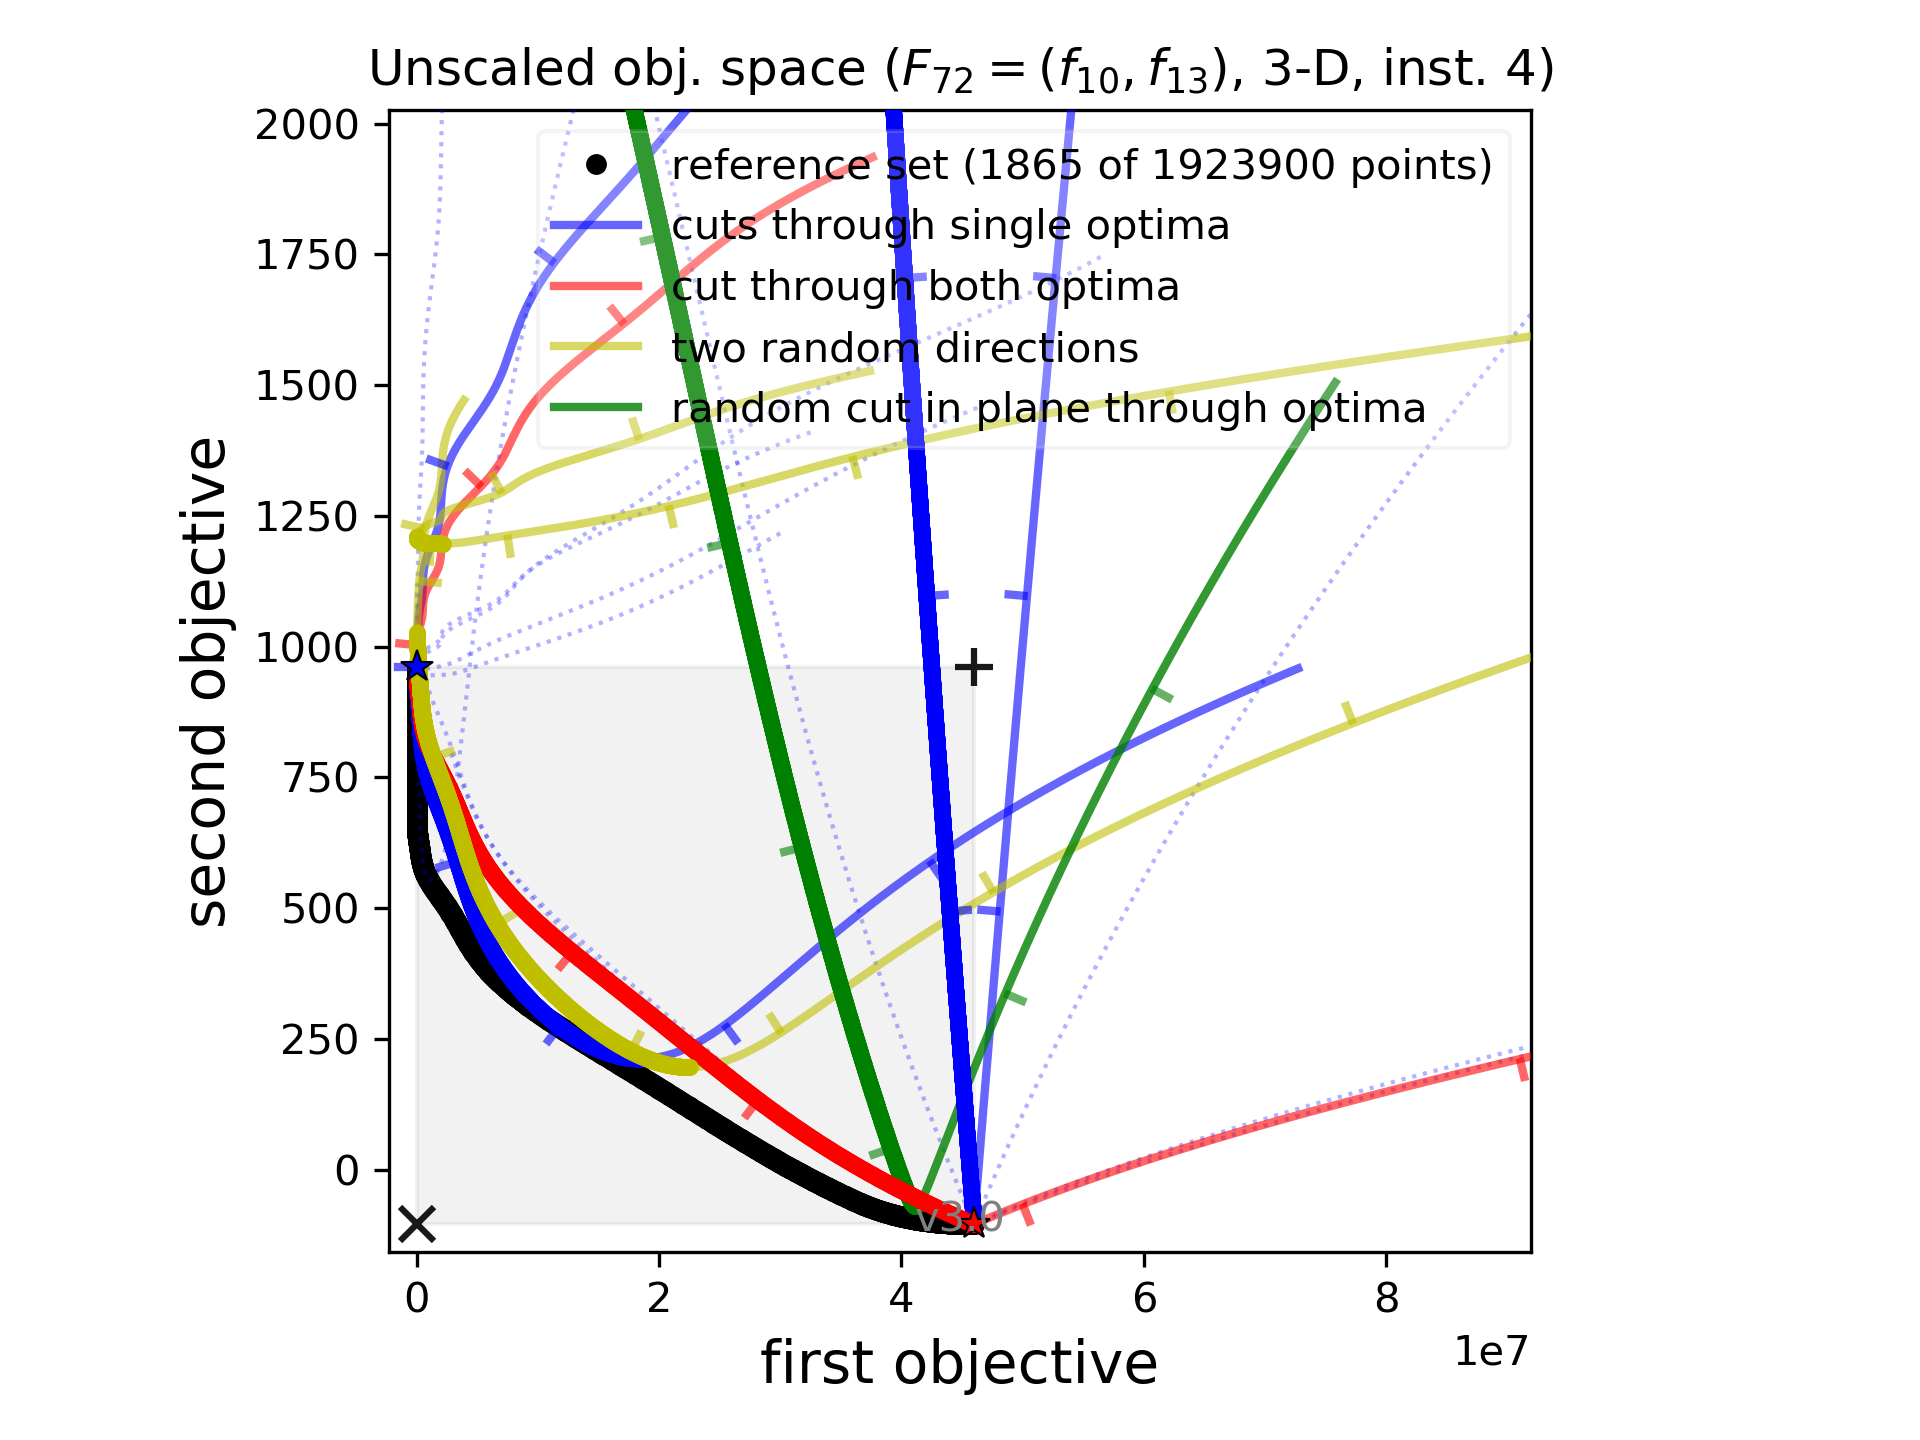 Unscaled obj. space ($F_{72} = (f_{10}, f_{13})$, 3-D, inst. 4)
2000
1750
1500
1250
1000
750
500
250
0
second objective
reference set (1865 of 1923900 points)
cuts through single optima
cut through both optima
two random directions
random cut in plane through optima
v3.0
0 2 4 6 8
1e7
first objective